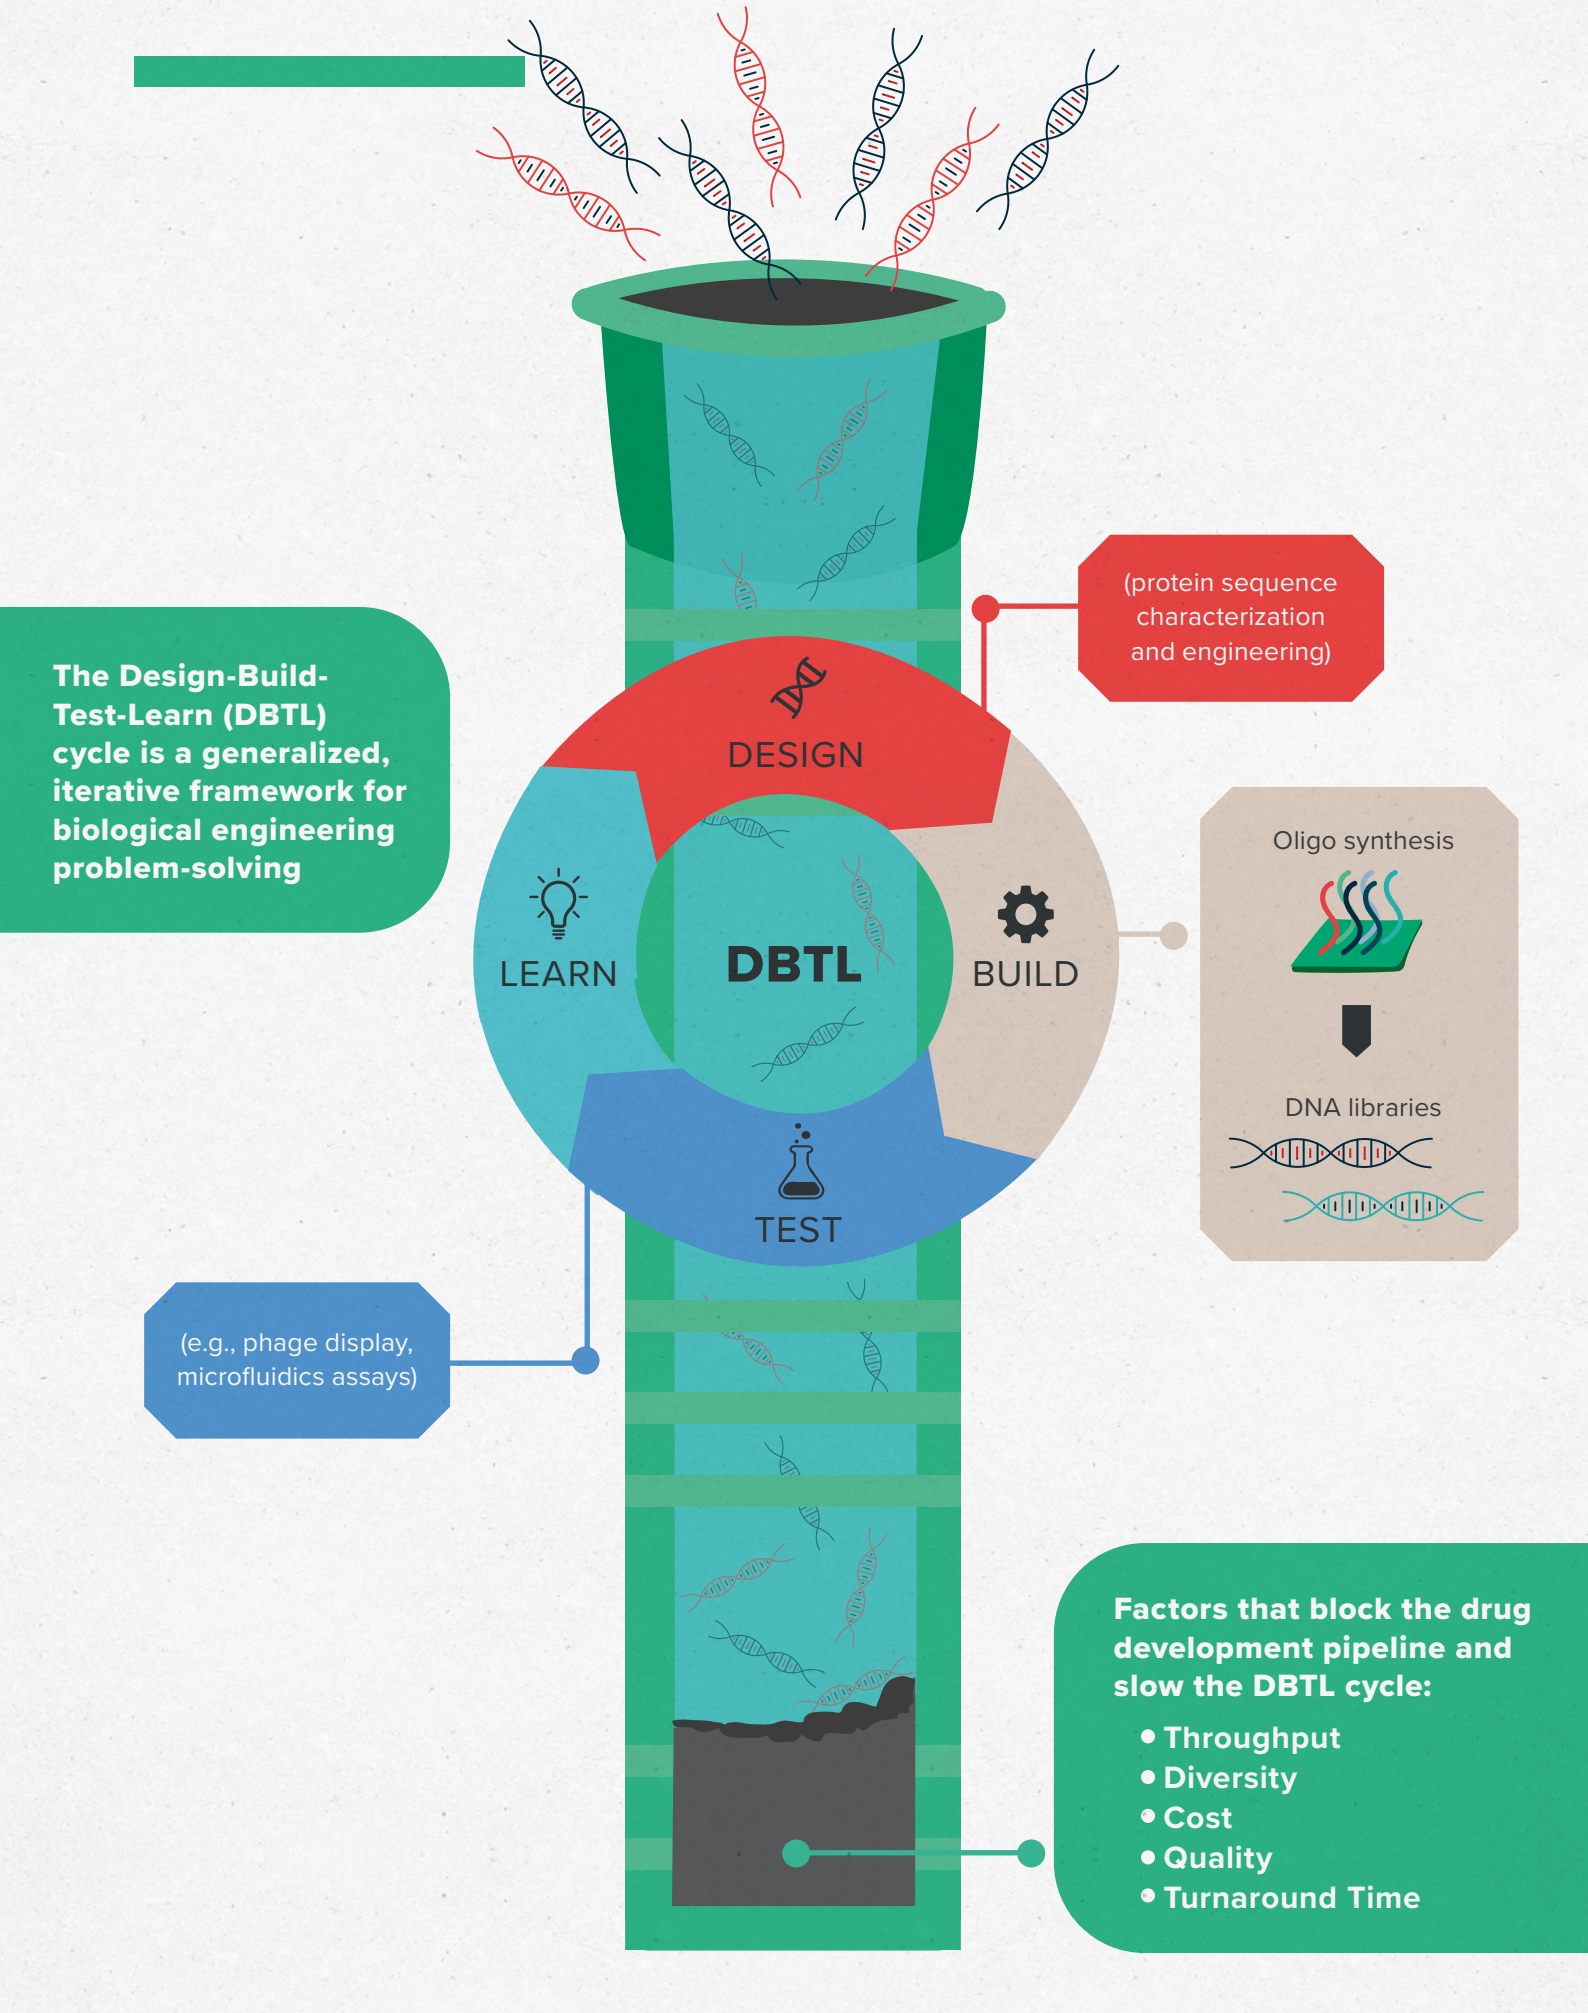 (protein sequence
characterization
and engineering)
The Design-Build-
Test-Learn (DBTL)
cycle is a generalized,
iterative framework for
biological engineering
problem-solving
DESIGN
Oligo synthesis
LEARN
DBTL
BUILD
DNA libraries
TEST
(e.g., phage display,
microfluidics assays)
Factors that block the drug
development pipeline and
slow the DBTL cycle:
• Throughput
• Diversity
• Cost
• Quality
• Turnaround Time